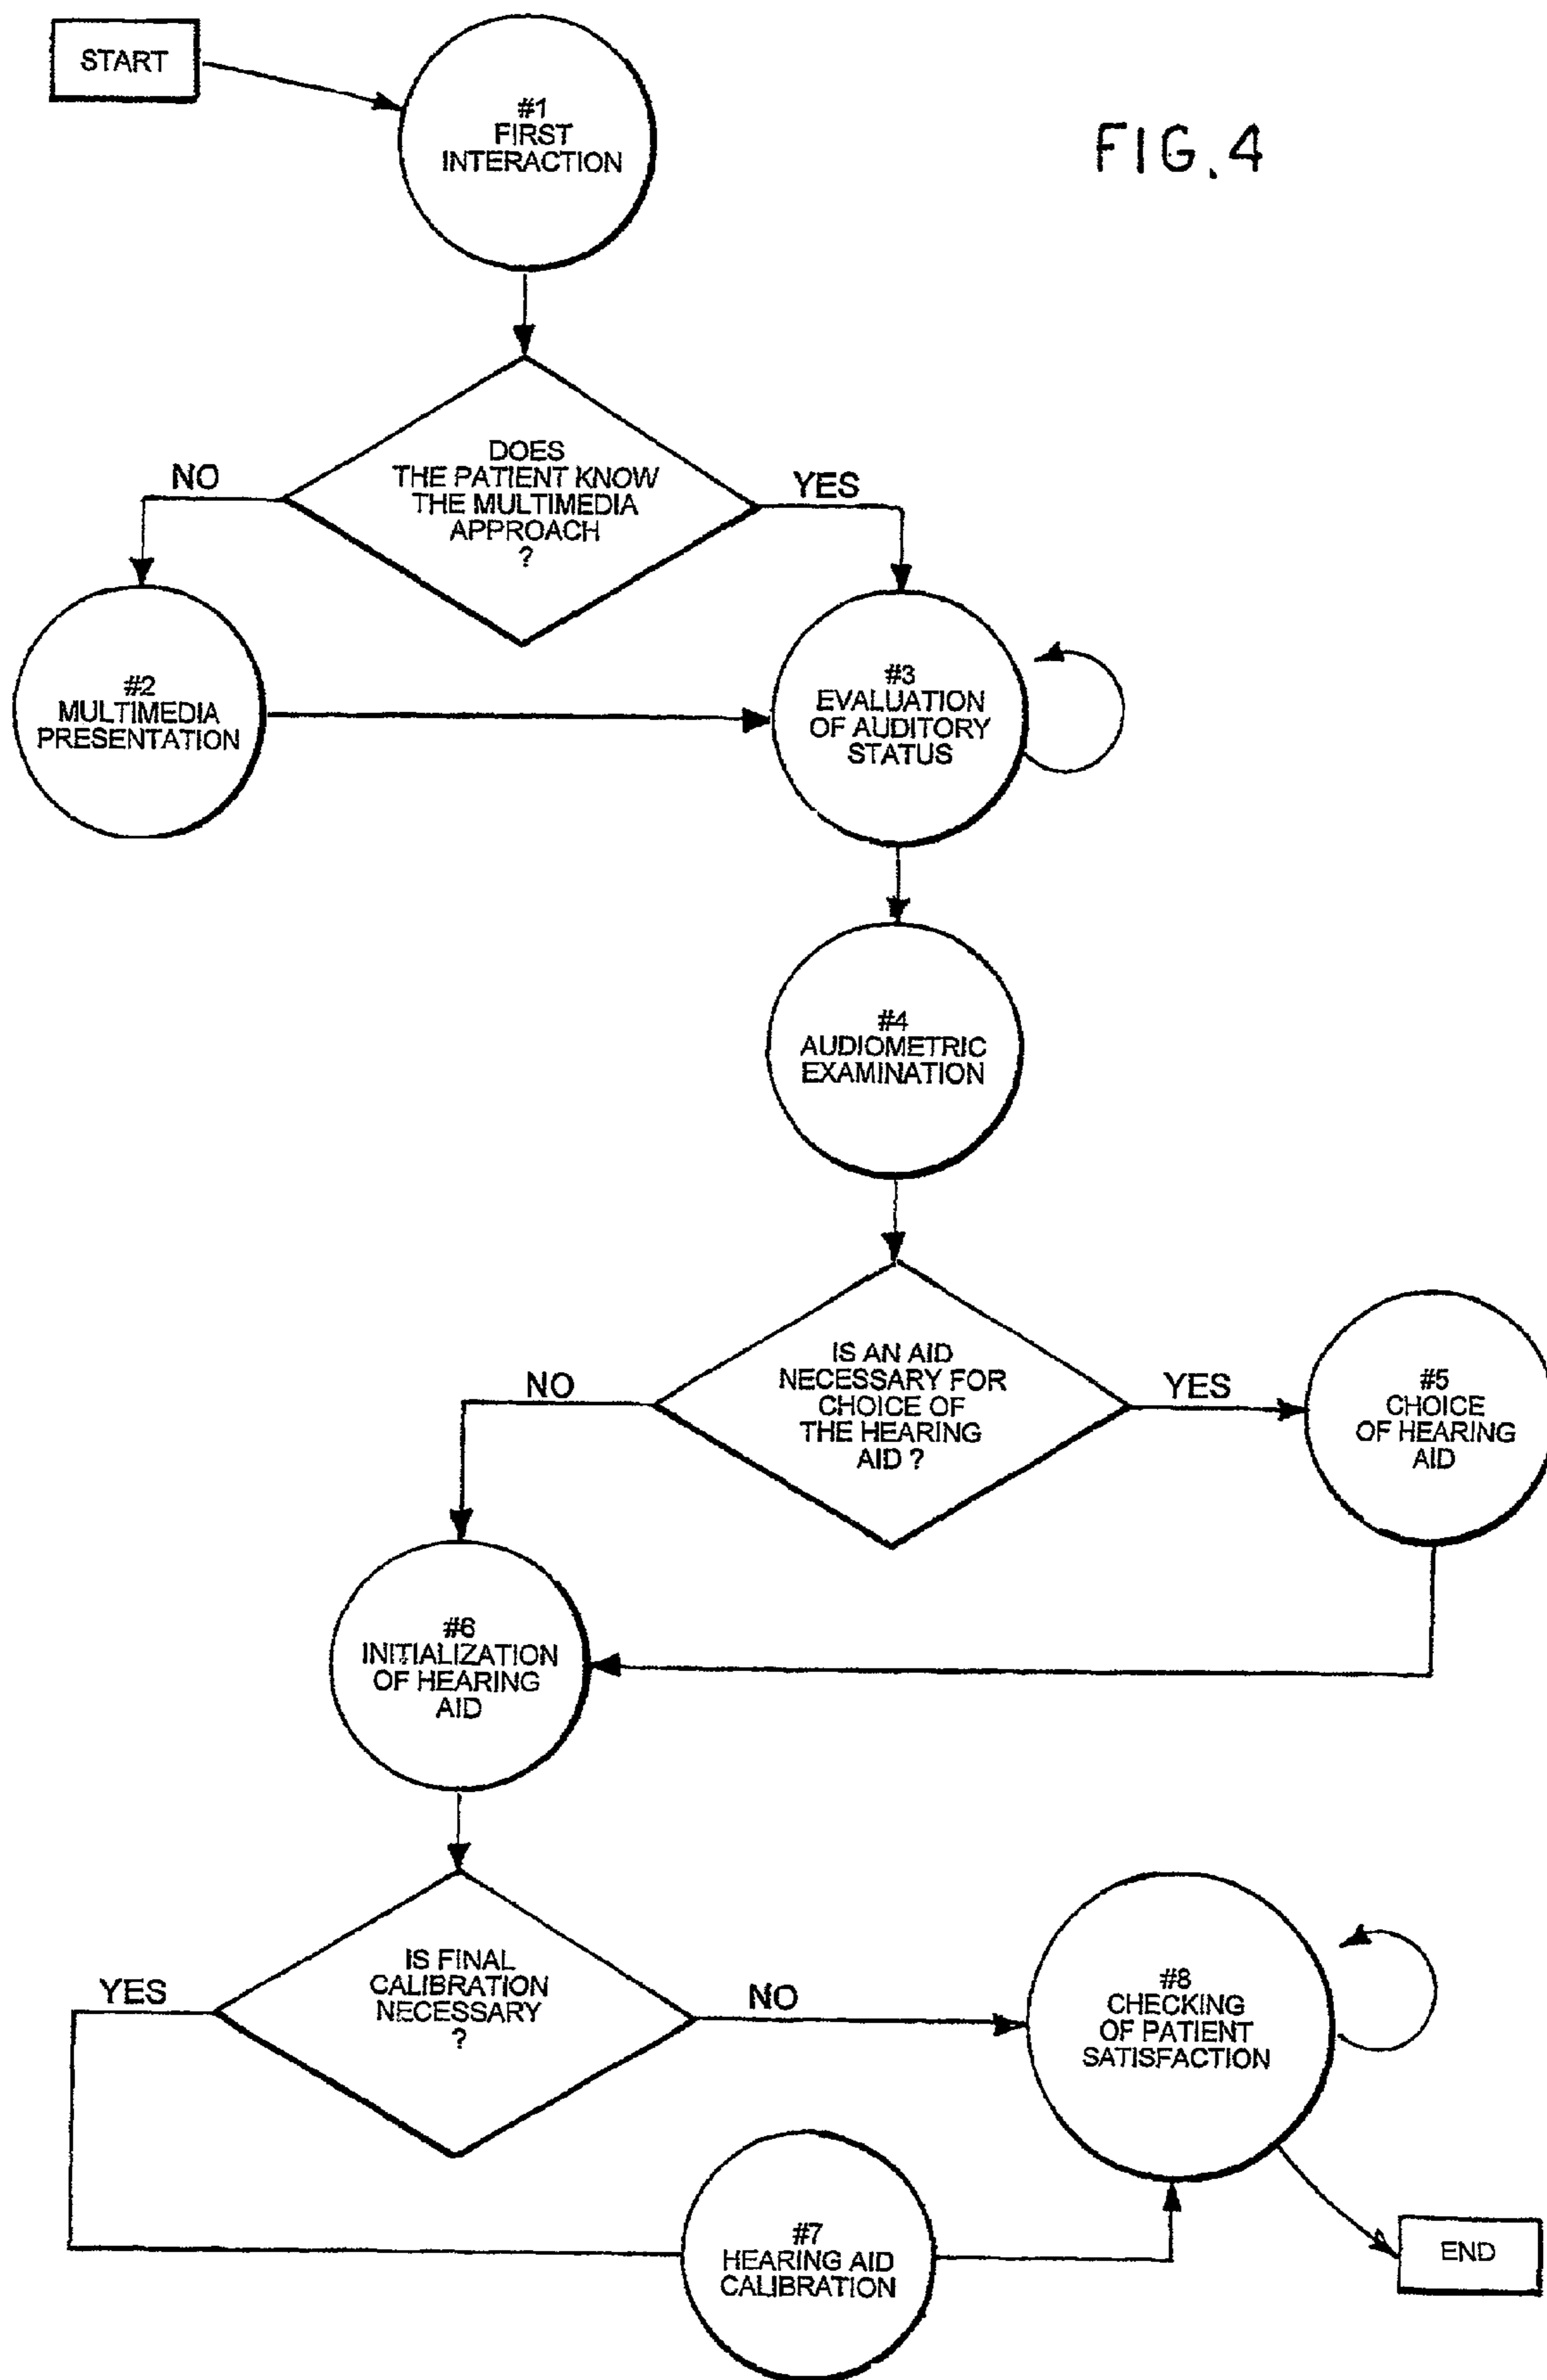 START
#1
FIRST
INTERACTION
FIG. 4
DOES
THE PATIENT KNOW
THE MULTIMEDIA
APPROACH
?
NO
YES
#2
MULTIMEDIA
PRESENTATION
#3
EVALUATION
OF AUDITORY
STATUS
#4
AUDIOMETRIC
EXAMINATION
IS AN AID
NECESSARY FOR
CHOICE OF
THE HEARING
AID ?
NO
YES
#5
CHOICE
OF HEARING
AID
#6
INITIALIZATION
OF HEARING
AID
IS FINAL
CALIBRATION
NECESSARY
?
YES
NO
#8
CHECKING
OF PATIENT
SATISFACTION
#7
HEARING AID
CALIBRATION
END